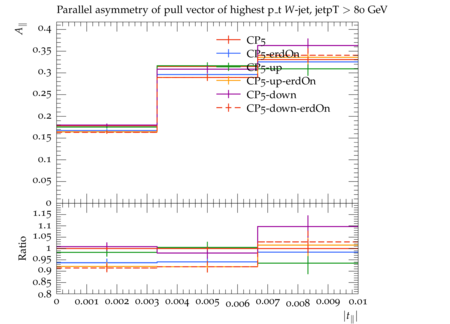 Parallel asymmetry of pull vector of highest p_t W-jet, jetpT > 80 GeV
A∥
0.4
0.35
0.3
0.25
0.2
0.15
0.1
0.05
0
CP5
CP5-erdOn
CP5-up
CP5-up-erdOn
CP5-down
CP5-down-erdOn
Ratio
1.15
1.1
1.05
1
0.95
0.9
0.85
0.8
0 0.001 0.002 0.003 0.004 0.005 0.006 0.007 0.008 0.009 0.01
|t∥|